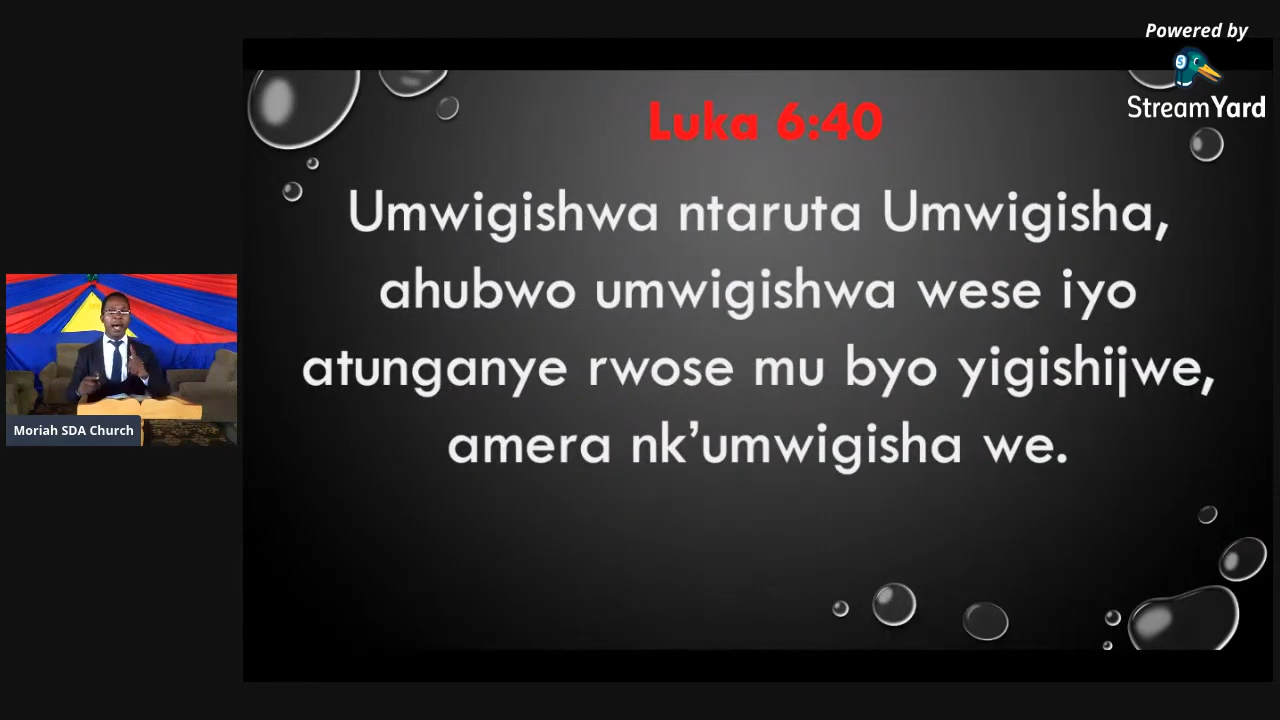 Powered by
StreamYard
Luka 6:40
Umwigishwa ntaruta Umwigisha,
ahubwo umwigishwa wese iyo
atunganye rwose mu byo yigishijwe,
amera nk’umwigisha we.
Moriah SDA Church